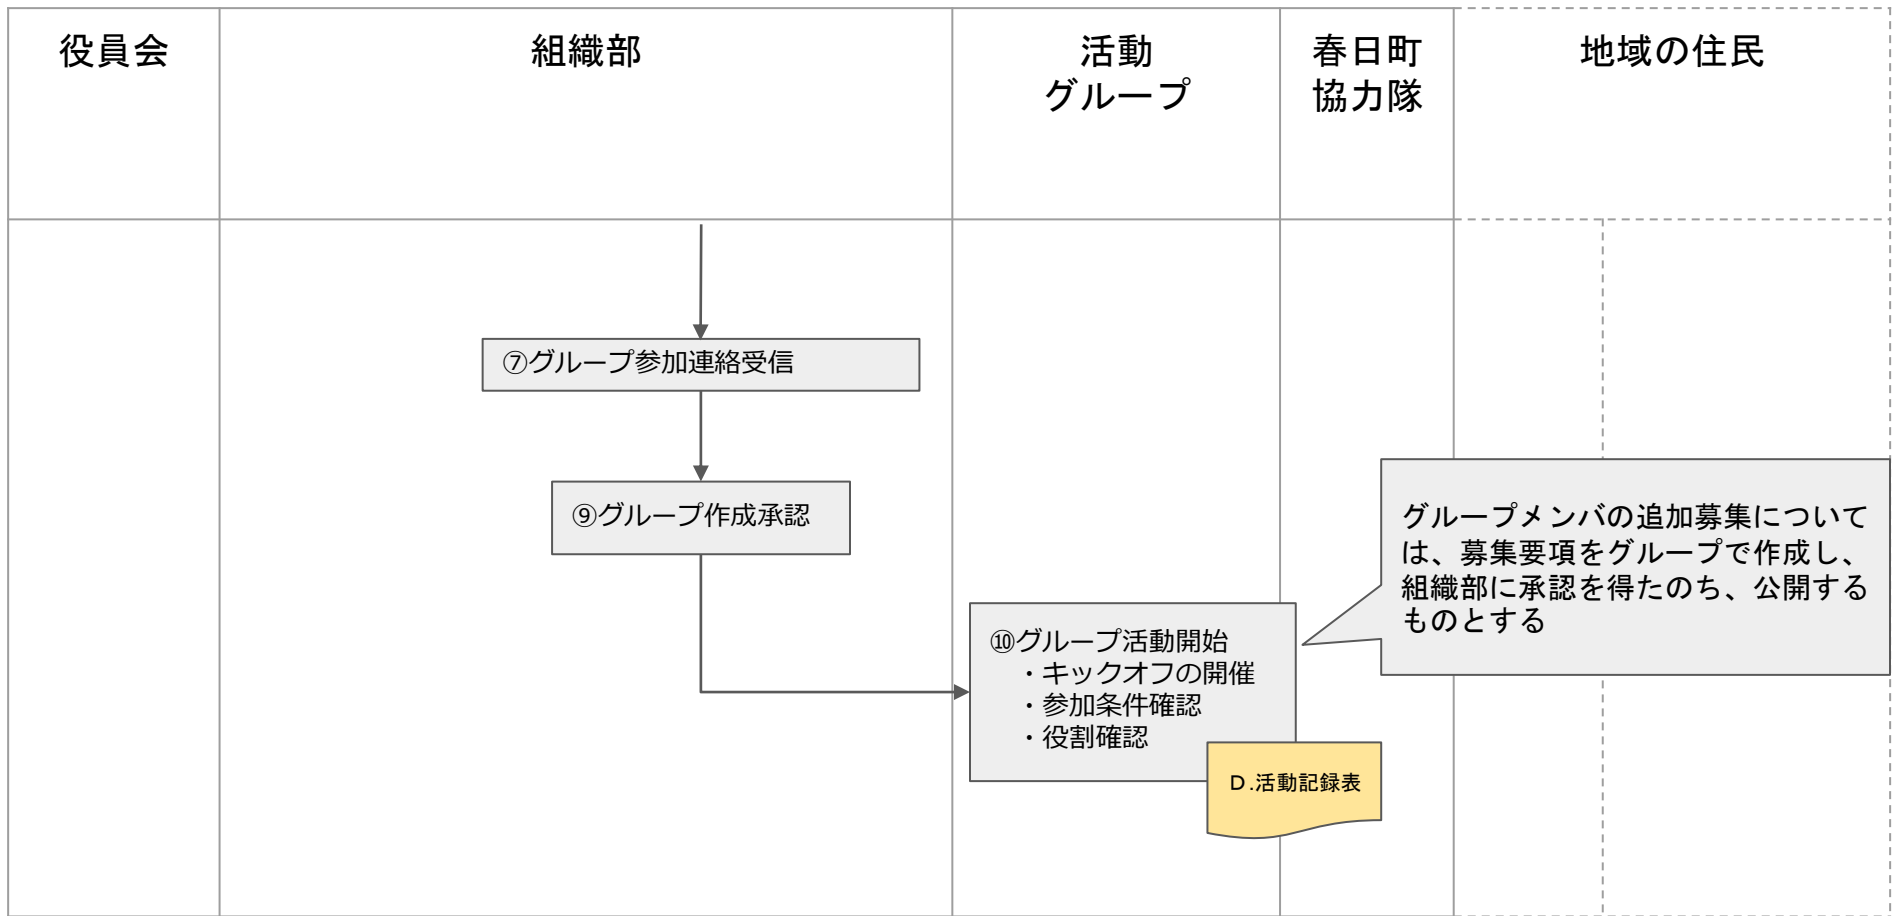 役員会
組織部
活動
グループ
春日町
協力隊
地域の住民
⑦グループ参加連絡受信
⑨グループ作成承認
グループメンバの追加募集について
は、募集要項をグループで作成し、
組織部に承認を得たのち、公開する
ものとする
⑩グループ活動開始
・キックオフの開催
・参加条件確認
・役割確認
D.活動記録表